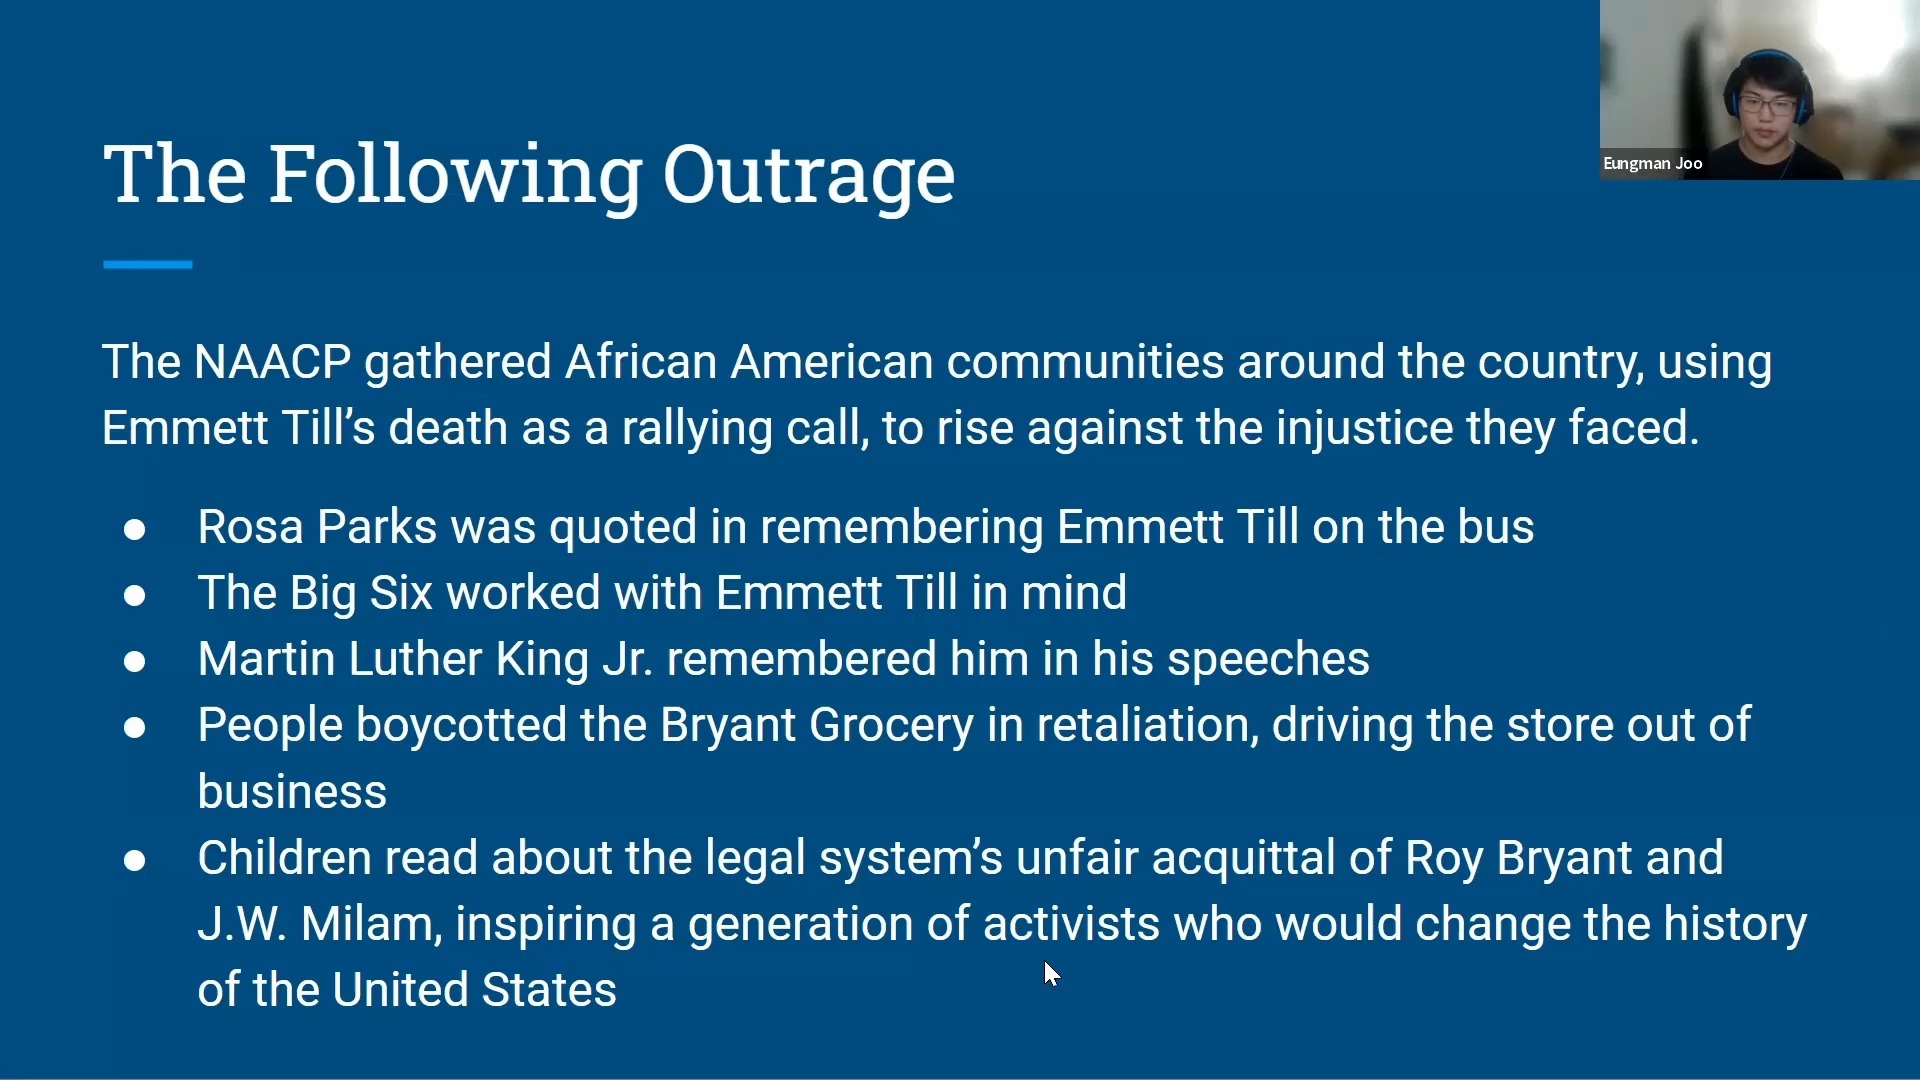 The Following Outrage
Eungman Joo
The NAACP gathered African American communities around the country, using
Emmett Till’s death as a rallying call, to rise against the injustice they faced.
● Rosa Parks was quoted in remembering Emmett Till on the bus
● The Big Six worked with Emmett Till in mind
● Martin Luther King Jr. remembered him in his speeches
● People boycotted the Bryant Grocery in retaliation, driving the store out of
business
● Children read about the legal system’s unfair acquittal of Roy Bryant and
J.W. Milam, inspiring a generation of activists who would change the history
of the United States